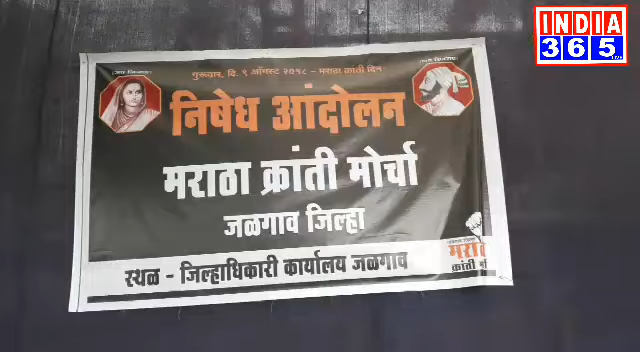 INDIA
365
गुरूवार, दि. ९ ऑगस्ट २०१८ - मराठा क्रांती दिन
निषेध आंदोलन
मराठा क्रांती मोर्चा
जळगाव जिल्हा
स्थळ - जिल्हाधिकारी कार्यालय जळगाव
मराठ
क्रांती मो